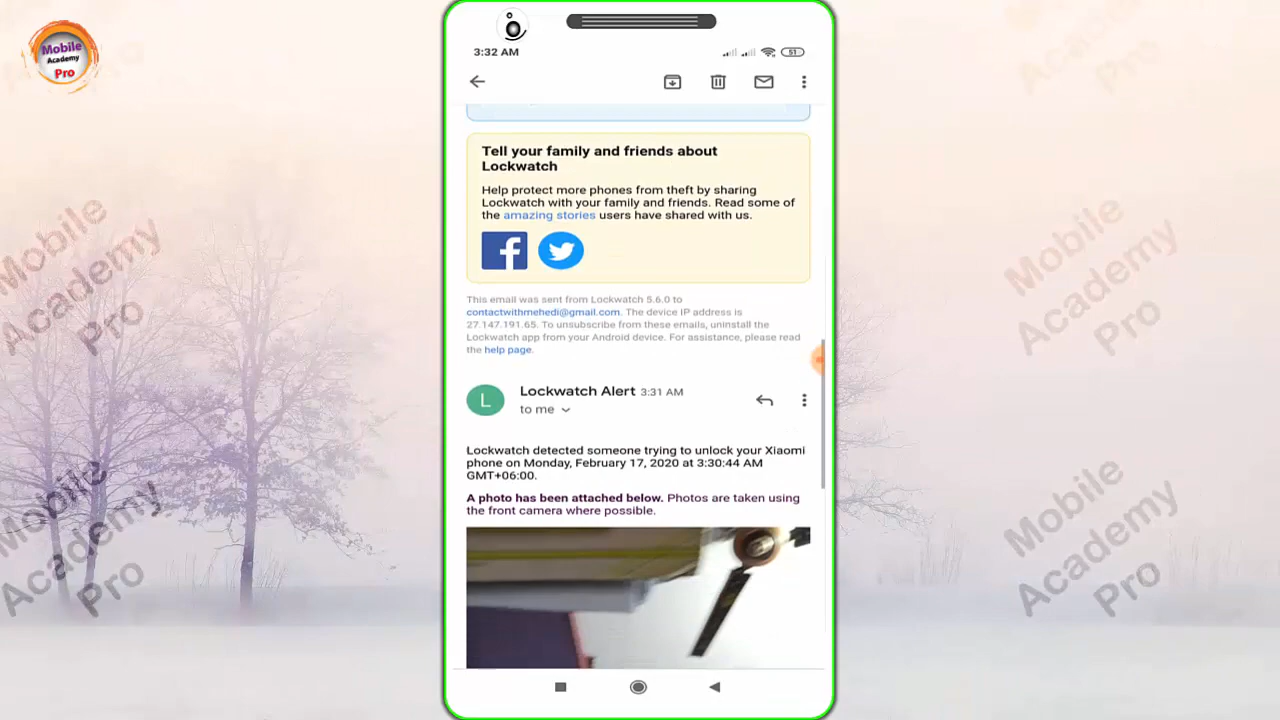 Mobile
Academy
Pro
3:32 AM
51
Tell your family and friends about
Lockwatch
Help protect more phones from theft by sharing
Lockwatch with your family and friends. Read some of
the amazing stories users have shared with us.
This email was sent from Lockwatch 5.6.0 to
contactwithmehedi@gmail.com. The device IP address is
27.147.191.65. To unsubscribe from these emails, uninstall the
Lockwatch app from your Android device. For assistance, please read
the help page.
L
Lockwatch Alert 3:31 AM
to me
Lockwatch detected someone trying to unlock your Xiaomi
phone on Monday, February 17, 2020 at 3:30:44 AM
GMT+06:00.
A photo has been attached below. Photos are taken using
the front camera where possible.
Mobile
Academy
Pro
Mobile
Academy
Pro
Mobile
Academy
Pro
Mobile
Academy
Pro